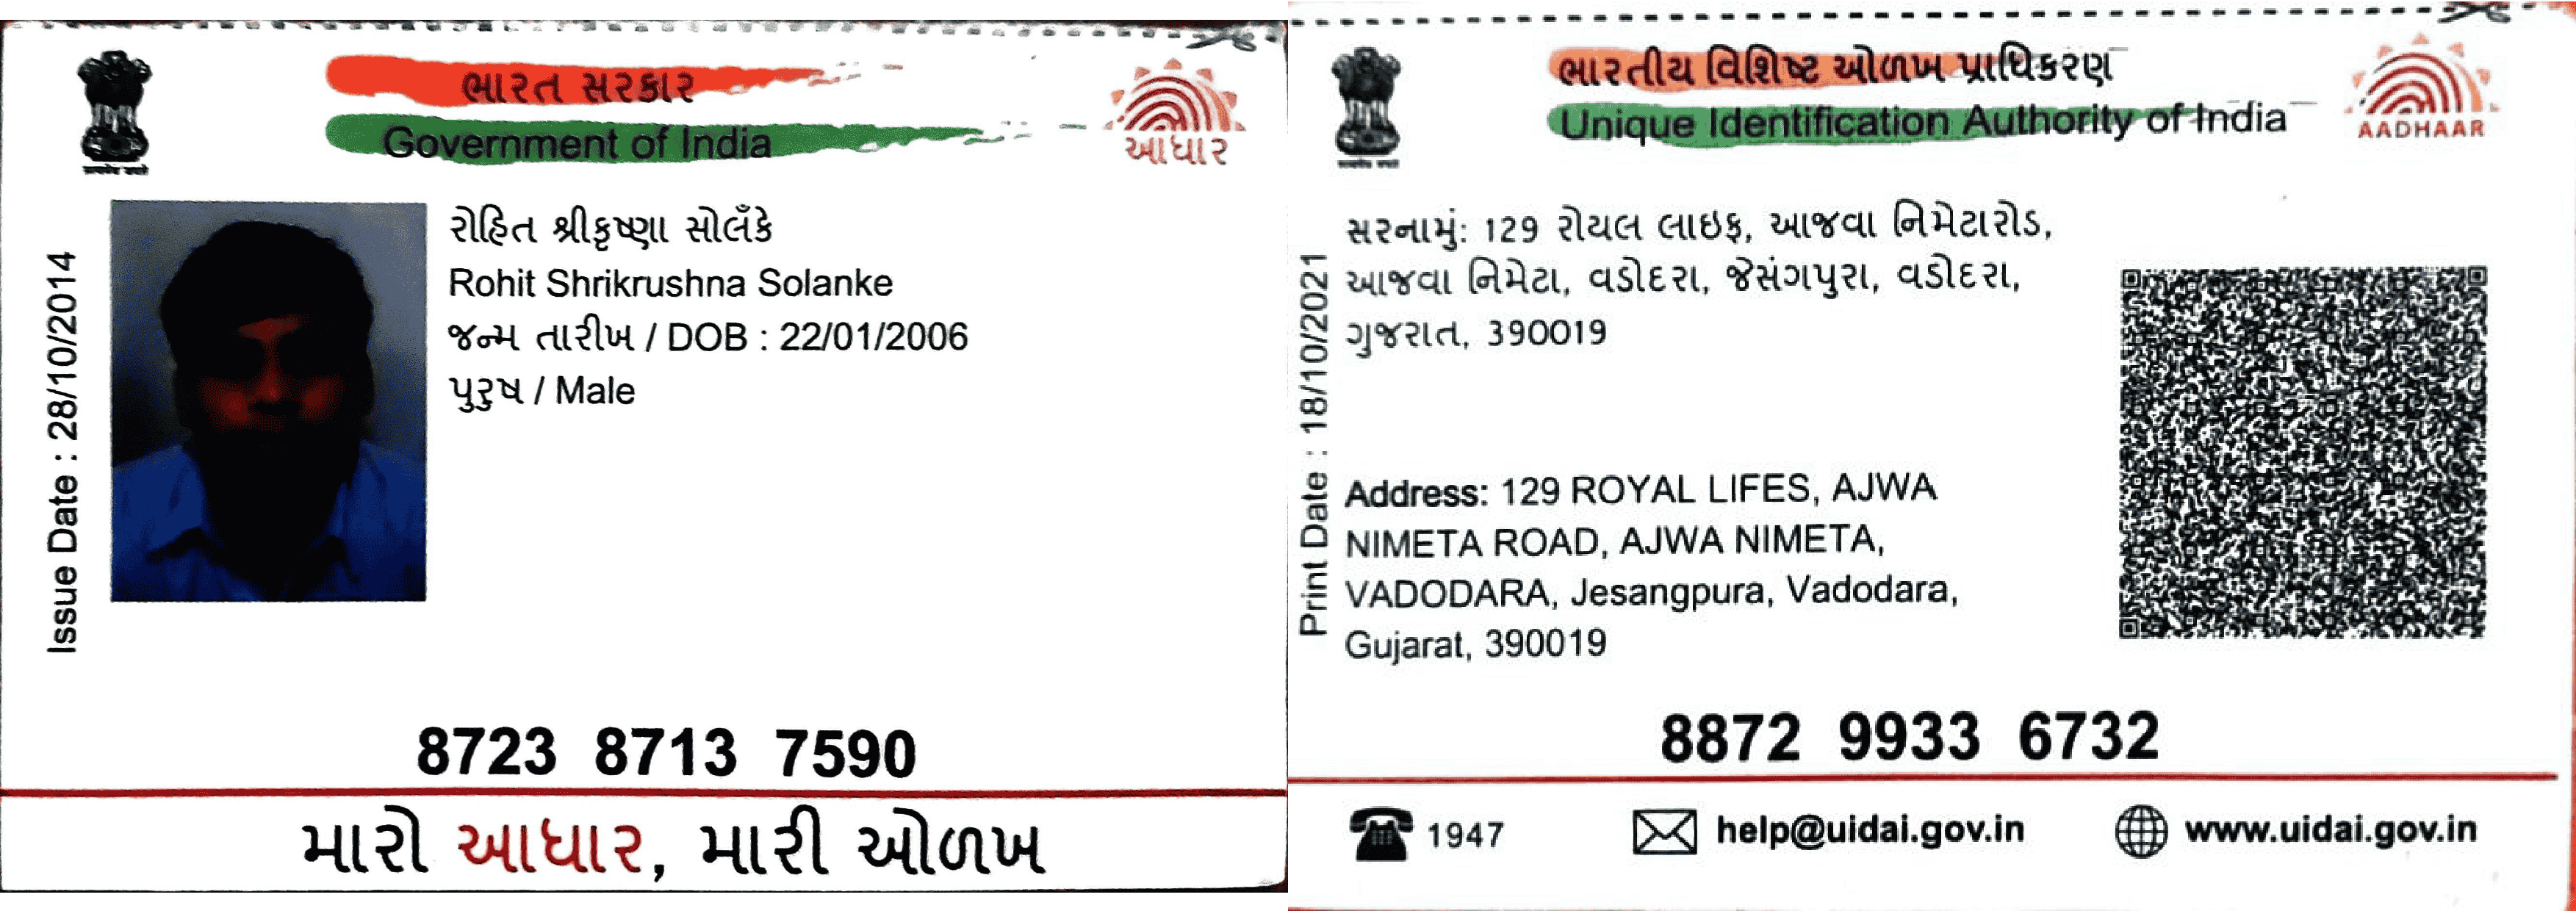 ભારત સરકાર
Government of India
આધાર
Issue Date : 28/10/2014
રોહિત શ્રીકૃષ્ણા સોલઁકે
Rohit Shrikrushna Solanke
જન્મ તારીખ / DOB : 22/01/2006
પુરુષ / Male
8723 8713 7590
મારો આધાર, મારી ઓળખ
ભારતીય વિશિષ્ટ ઓળખ પ્રાધિકરણ
Unique Identification Authority of India
AADHAAR
Print Date : 18/10/2021
સરનામું: 129 રોયલ લાઇફ, આજવા નિમેટારોડ,
આજવા નિમેટા, વડોદરા, જેસંગપુરા, વડોદરા,
ગુજરાત, 390019
Address: 129 ROYAL LIFES, AJWA
NIMETA ROAD, AJWA NIMETA,
VADODARA, Jesangpura, Vadodara,
Gujarat, 390019
8872 9933 6732
1947
help@uidai.gov.in
www.uidai.gov.in